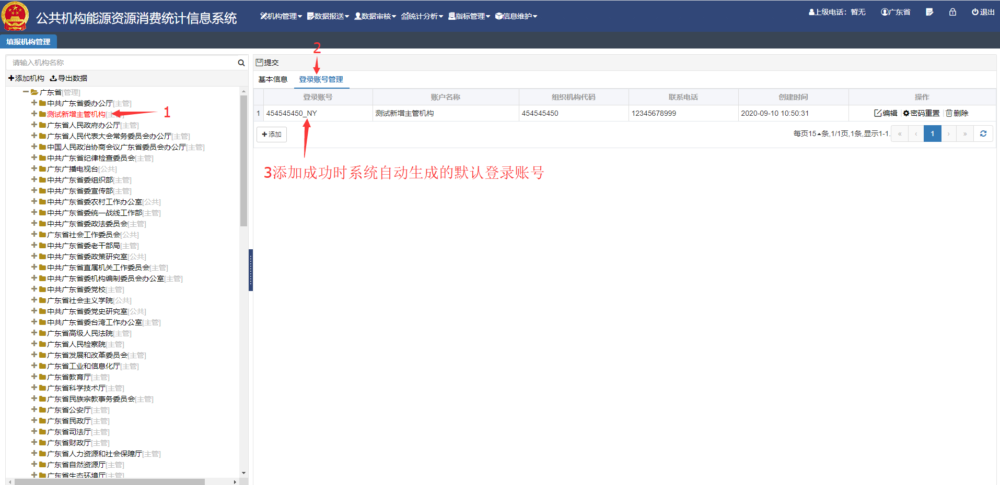 公共机构能源资源消费统计信息系统
机构管理 数据报送 数据审核 统计分析 指标管理 信息维护
上级电话：暂无 广东省 退出
填报机构管理
请输入机构名称
添加机构 导出数据
广东省[管理]
中共广东省委办公厅[主管]
测试新增主管机构[主
1
广东省人民政府办公厅[主管]
广东省人民代表大会常务委员会办公厅[主管]
中国人民政治协商会议广东省委员会办公厅[主管]
中共广东省纪律检查委员会[主管]
广东广播电视台[公共]
中共广东省委组织部[主管]
中共广东省委宣传部[主管]
中共广东省委农村工作办公室[公共]
中共广东省委统一战线工作部[主管]
中共广东省委政法委员会[主管]
广东省社会工作委员会[公共]
中共广东省委老干部局[主管]
中共广东省委政策研究室[公共]
中共广东省直属机关工作委员会[主管]
中共广东省委机构编制委员会办公室[主管]
中共广东省委党校[主管]
广东省社会主义学院[公共]
中共广东省委党史研究室[公共]
中共广东省委台湾工作办公室[主管]
广东省高级人民法院[主管]
广东省人民检察院[主管]
广东省发展和改革委员会[主管]
广东省工业和信息化厅[主管]
广东省教育厅[主管]
广东省科学技术厅[主管]
广东省民族宗教事务委员会[主管]
广东省公安厅[主管]
广东省民政厅[主管]
广东省司法厅[主管]
广东省财政厅[主管]
广东省人力资源和社会保障厅[主管]
广东省自然资源厅[主管]
广东省生态环境厅[主管]
2
提交
基本信息 登录账号管理
登录账号 账户名称 组织机构代码 联系电话 创建时间 操作
1 454545450_NY 测试新增主管机构 454545450 12345678999 2020-09-10 10:50:31 编辑 密码重置 删除
添加
每页15条,1/1页,1条,显示1-1. « ‹ 1 › »
3添加成功时系统自动生成的默认登录账号